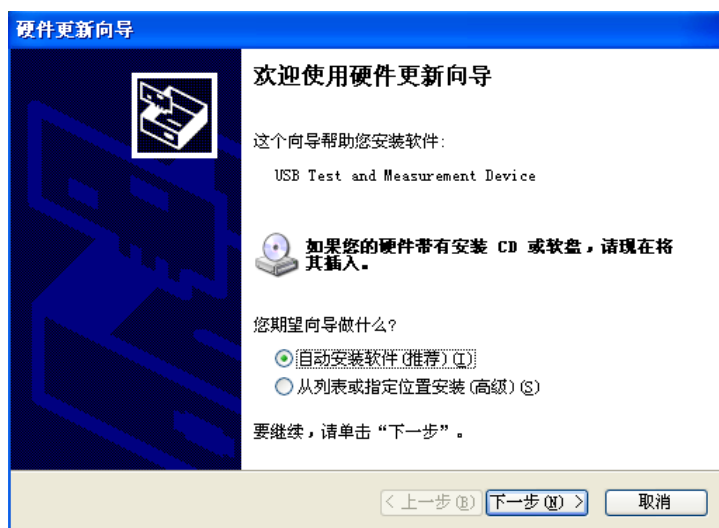 硬件更新向导
欢迎使用硬件更新向导
这个向导帮助您安装软件:
USB Test and Measurement Device
如果您的硬件带有安装 CD 或软盘，请现在将
其插入。
您期望向导做什么?
自动安装软件(推荐)(I)
从列表或指定位置安装(高级)(S)
要继续，请单击“下一步”。
< 上一步(B) 下一步(N) > 取消